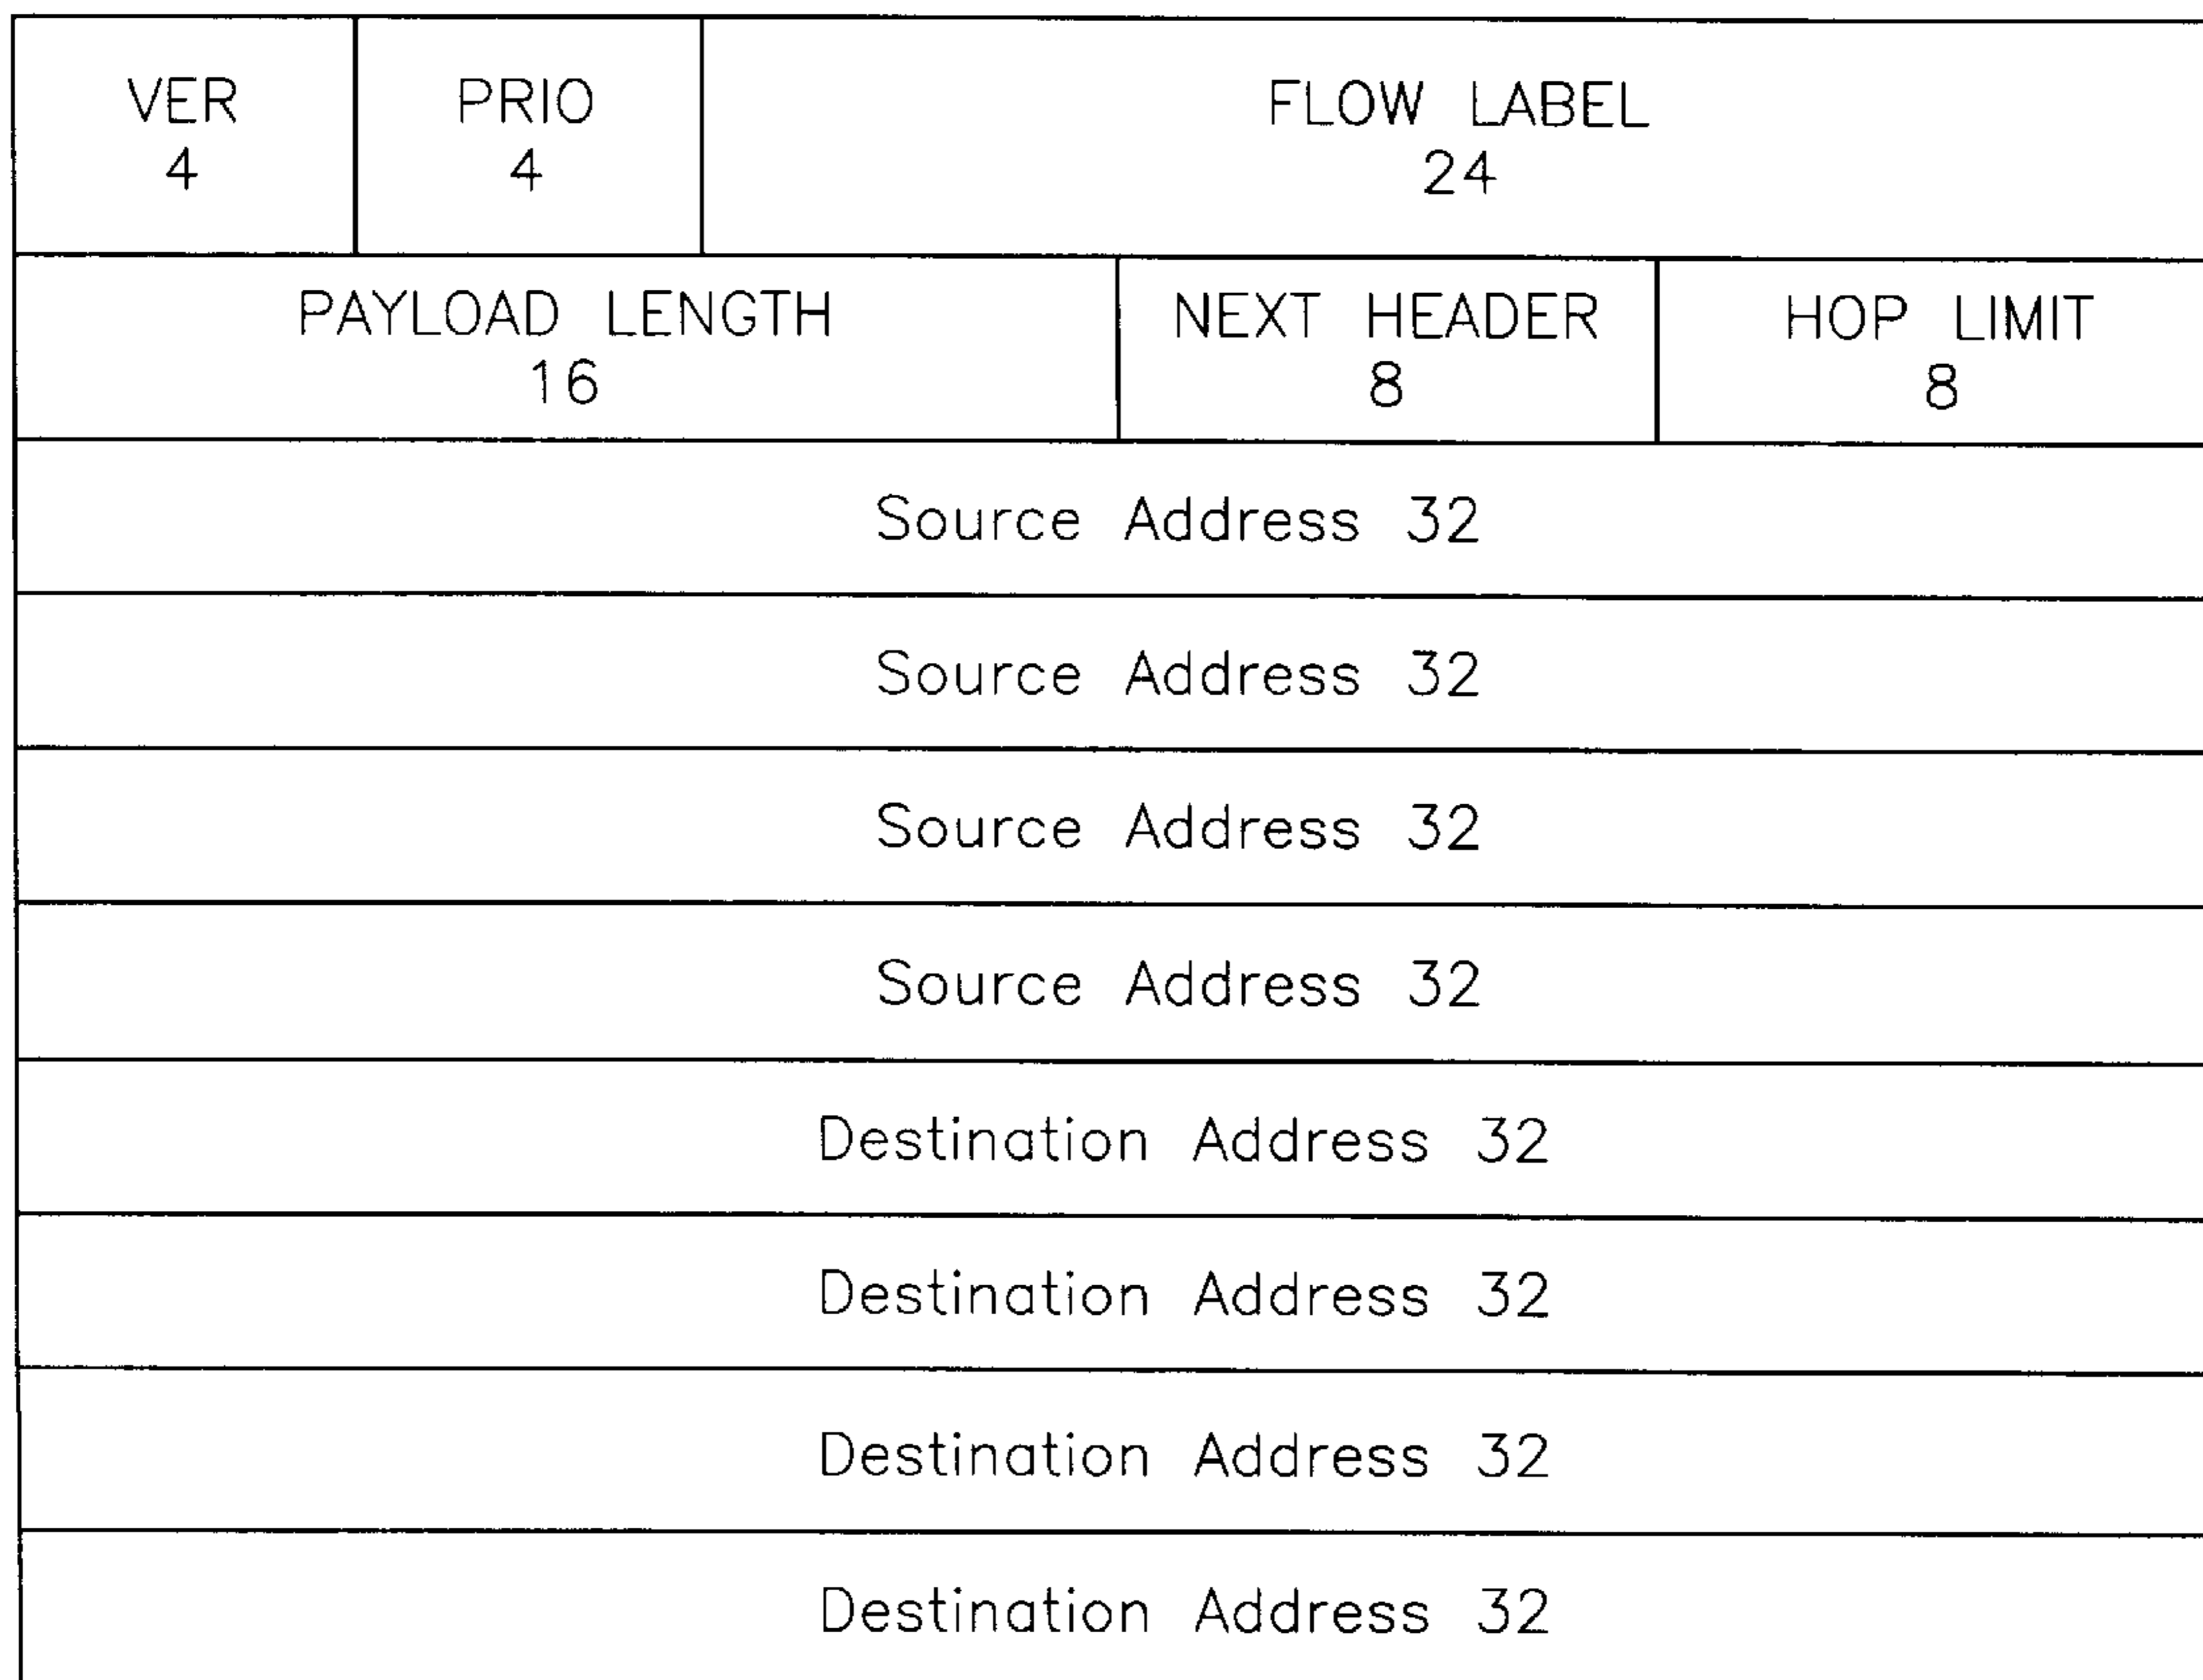 VER PRIO FLOW LABEL
4 4 24
PAYLOAD LENGTH NEXT HEADER HOP LIMIT
16 8 8
Source Address 32
Source Address 32
Source Address 32
Source Address 32
Destination Address 32
Destination Address 32
Destination Address 32
Destination Address 32